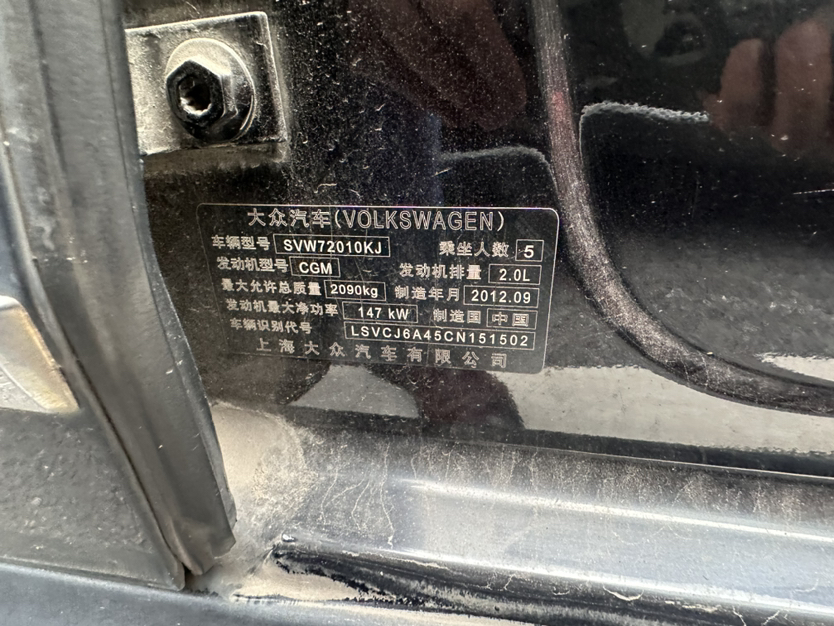 大众汽车(VOLKSWAGEN)
车辆型号 SVW72010KJ 乘坐人数 5
发动机型号 CGM 发动机排量 2.0L
最大允许总质量 2090kg 制造年月 2012.09
发动机最大净功率 147 kW 制造国 中国
车辆识别代号 LSVCJ6A45CN151502
上海大众汽车有限公司